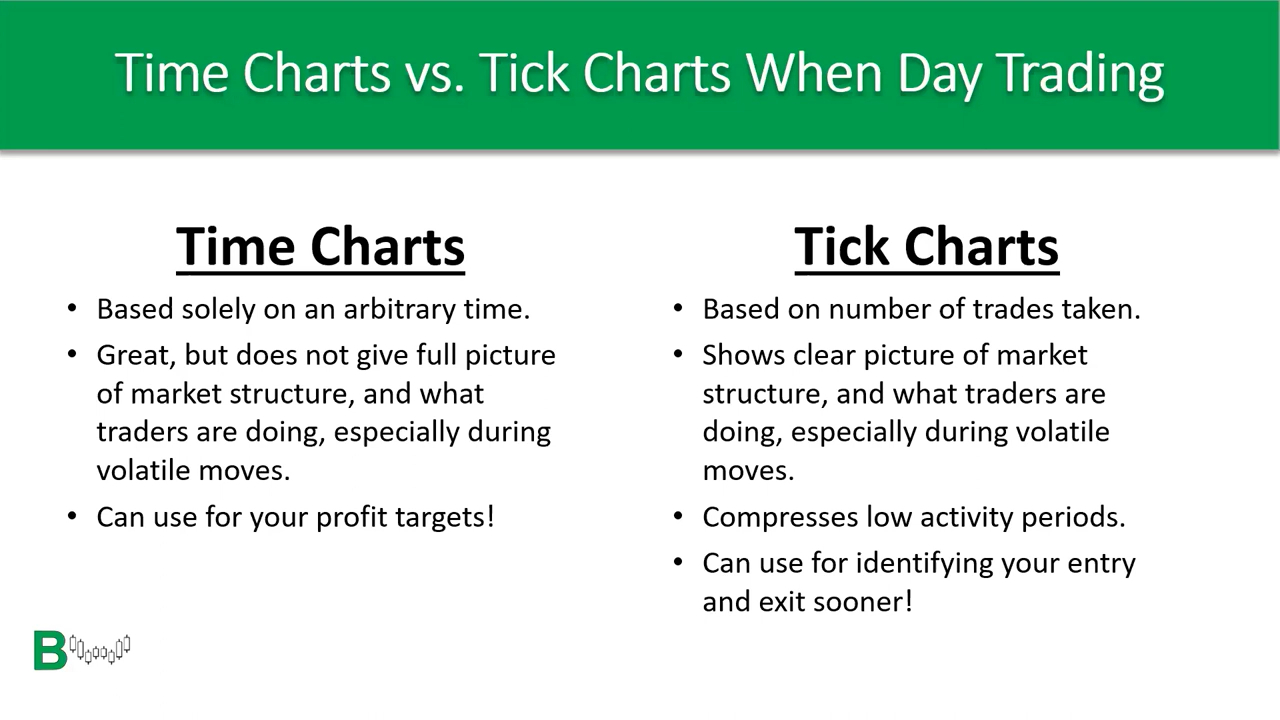 Time Charts vs. Tick Charts When Day Trading
Time Charts
• Based solely on an arbitrary time.
• Great, but does not give full picture
of market structure, and what
traders are doing, especially during
volatile moves.
• Can use for your profit targets!
Tick Charts
• Based on number of trades taken.
• Shows clear picture of market
structure, and what traders are
doing, especially during volatile
moves.
• Compresses low activity periods.
• Can use for identifying your entry
and exit sooner!
B